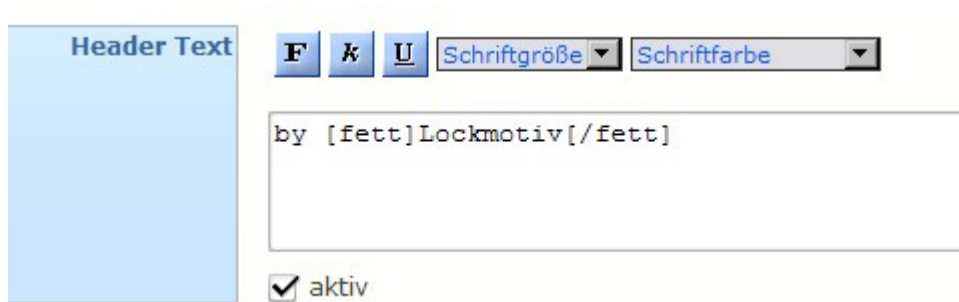 Header Text
F k U Schriftgröße Schriftfarbe
by [fett]Lockmotiv[/fett]
aktiv